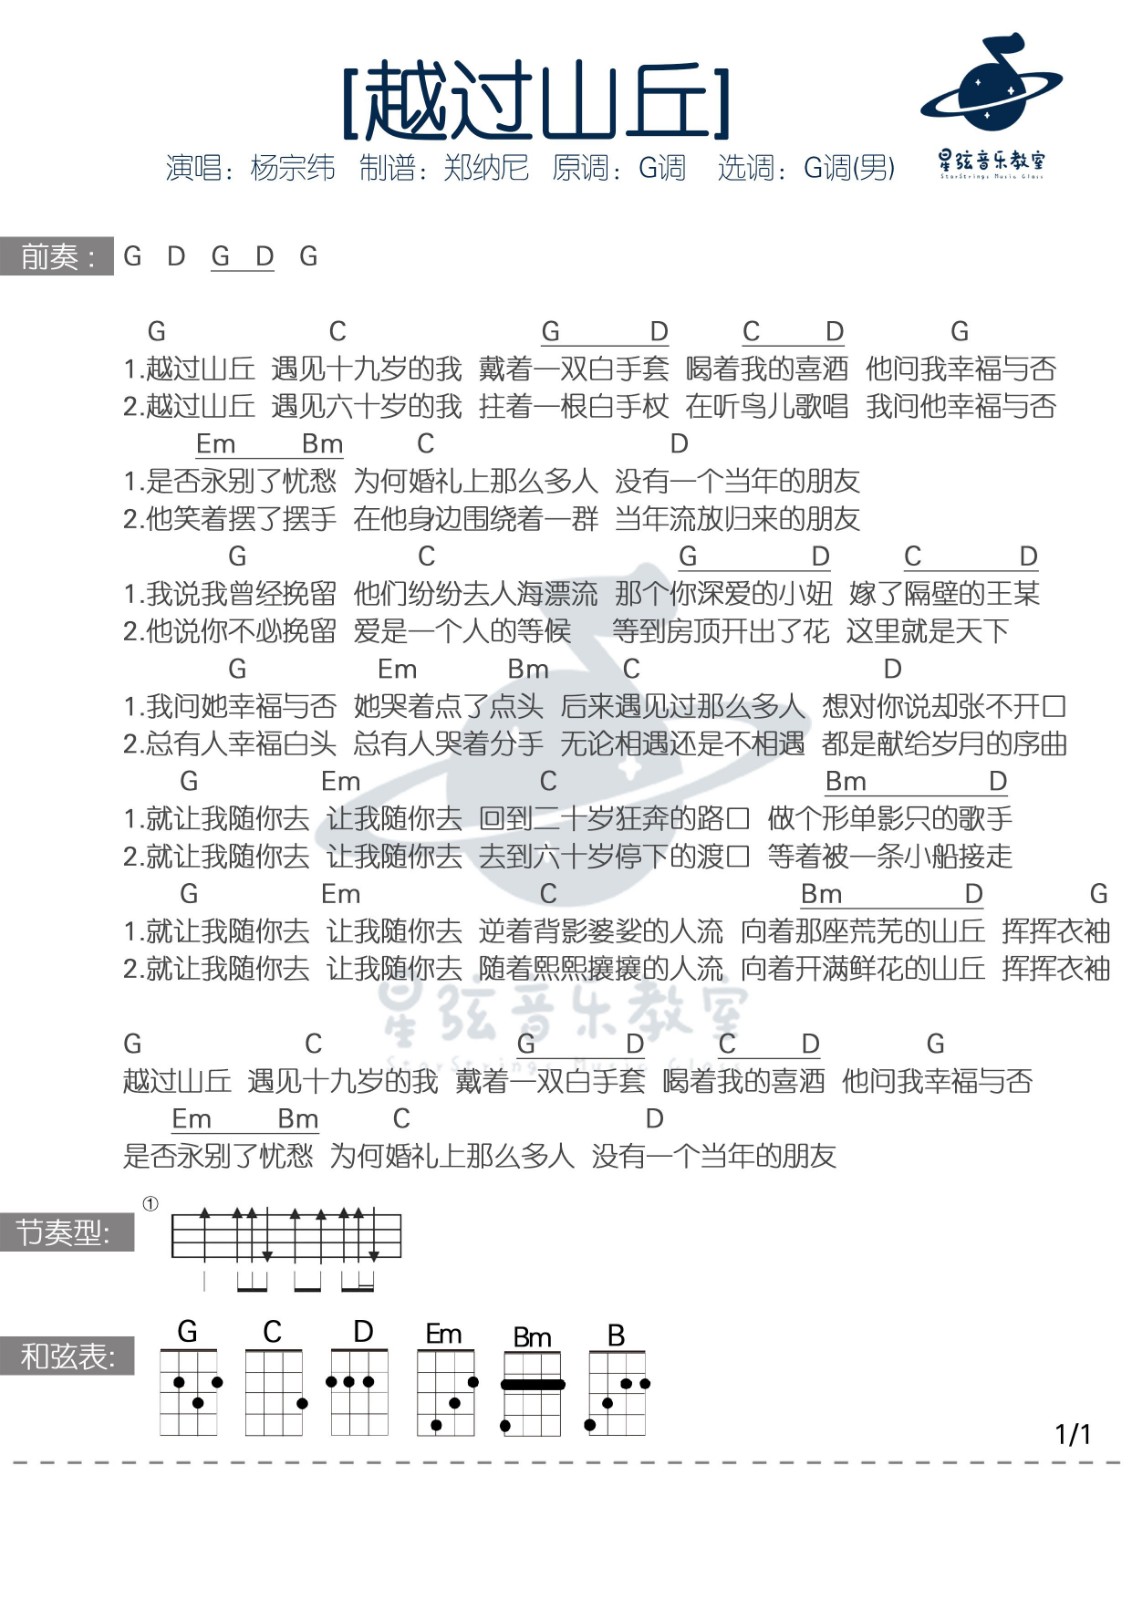 [越过山丘]
演唱：杨宗纬 制谱：郑纳尼 原调：G调 选调：G调(男)
星弦音乐教室
StarStrings Music Class
前奏： G D G D G
G C G D C D G
1.越过山丘 遇见十九岁的我 戴着一双白手套 喝着我的喜酒 他问我幸福与否
2.越过山丘 遇见六十岁的我 拄着一根白手杖 在听鸟儿歌唱 我问他幸福与否
Em Bm C D
1.是否永别了忧愁 为何婚礼上那么多人 没有一个当年的朋友
2.他笑着摆了摆手 在他身边围绕着一群 当年流放归来的朋友
G C G D C D
1.我说我曾经挽留 他们纷纷去人海漂流 那个你深爱的小妞 嫁了隔壁的王某
2.他说你不必挽留 爱是一个人的等候 等到房顶开出了花 这里就是天下
G Em Bm C D
1.我问她幸福与否 她哭着点了点头 后来遇见过那么多人 想对你说却张不开口
2.总有人幸福白头 总有人哭着分手 无论相遇还是不相遇 都是献给岁月的序曲
G Em C Bm D
1.就让我随你去 让我随你去 回到二十岁狂奔的路口 做个形单影只的歌手
2.就让我随你去 让我随你去 去到六十岁停下的渡口 等着被一条小船接走
G Em C Bm D G
1.就让我随你去 让我随你去 逆着背影婆娑的人流 向着那座荒芜的山丘 挥挥衣袖
2.就让我随你去 让我随你去 随着熙熙攘攘的人流 向着开满鲜花的山丘 挥挥衣袖
星弦音乐教室
StarStrings Music Class
G C G D C D G
越过山丘 遇见十九岁的我 戴着一双白手套 喝着我的喜酒 他问我幸福与否
Em Bm C D
是否永别了忧愁 为何婚礼上那么多人 没有一个当年的朋友
①
节奏型:
和弦表: G C D Em Bm B
1/1